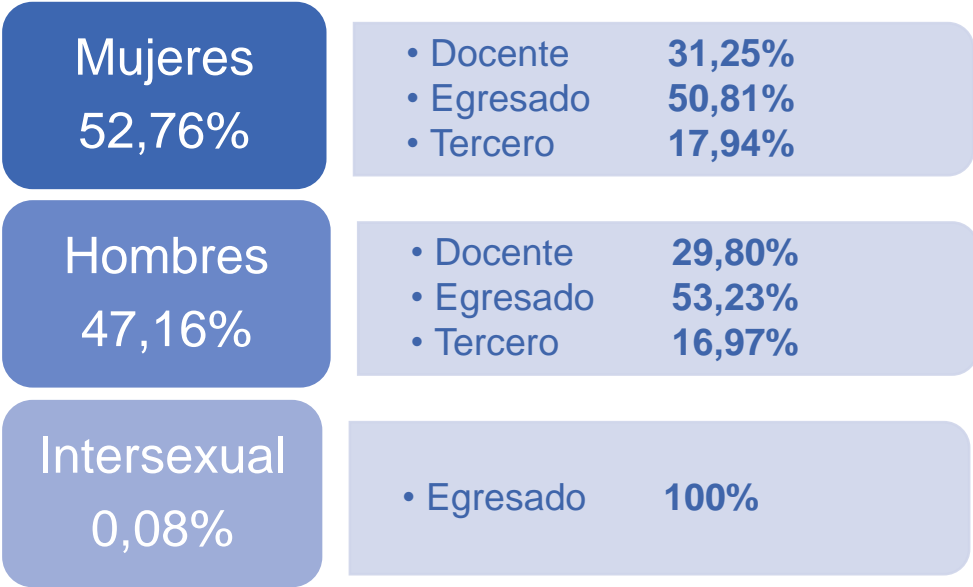 Mujeres
52,76%
• Docente 31,25%
• Egresado 50,81%
• Tercero 17,94%
Hombres
47,16%
• Docente 29,80%
• Egresado 53,23%
• Tercero 16,97%
Intersexual
0,08%
• Egresado 100%